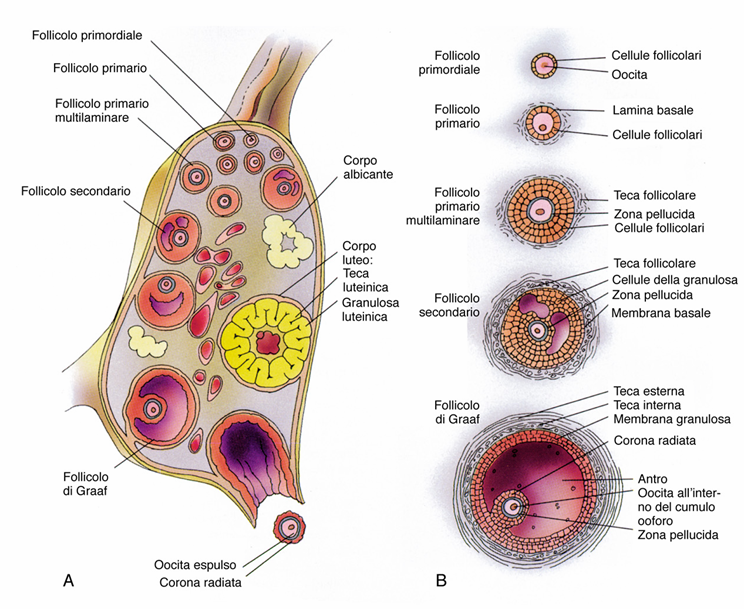 Follicolo primordiale
Follicolo primario
Follicolo primario
multilaminare
Follicolo secondario
Corpo
albicante
Corpo
luteo:
Teca
luteinica
Granulosa
luteinica
Follicolo
di Graaf
Oocita espulso
Corona radiata
A
Follicolo
primordiale
Cellule follicolari
Oocita
Follicolo
primario
Lamina basale
Cellule follicolari
Follicolo
primario
multilaminare
Teca follicolare
Zona pellucida
Cellule follicolari
Follicolo
secondario
Teca follicolare
Cellule della granulosa
Zona pellucida
Membrana basale
Follicolo
di Graaf
Teca esterna
Teca interna
Membrana granulosa
Corona radiata
Antro
Oocita all'inter-
no del cumulo
ooforo
Zona pellucida
B